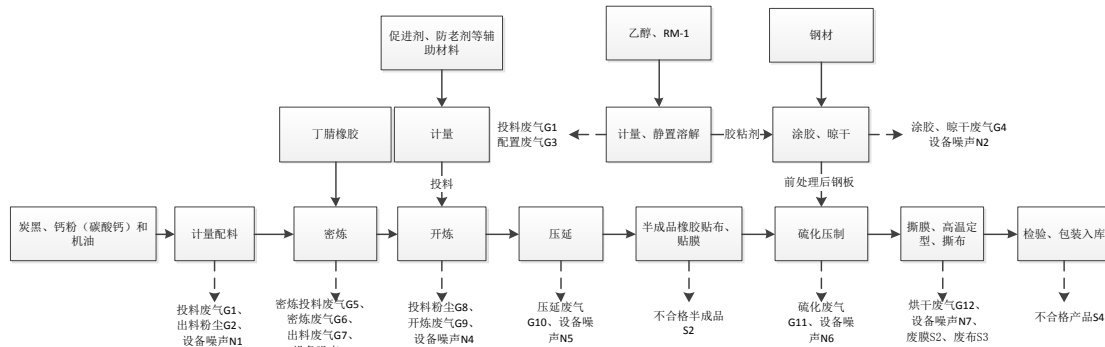 促进剂、防老剂等辅
助材料
乙醇、RM-1
钢材
丁腈橡胶
计量
投料废气G1
配置废气G3
计量、静置溶解
胶粘剂
涂胶、晾干
涂胶、晾干废气G4
设备噪声N2
投料
前处理后钢板
炭黑、钙粉（碳酸钙）和
机油
计量配料
密炼
开炼
压延
半成品橡胶贴布、
贴膜
硫化压制
撕膜、高温定
型、撕布
检验、包装入库
投料废气G1、
出料粉尘G2、
设备噪声N1
密炼投料废气G5、
密炼废气G6、
出料废气G7、
投料粉尘G8、
开炼废气G9、
设备噪声N4
压延废气
G10、设备噪
声N5
不合格半成品
S2
硫化废气
G11、设备噪
声N6
烘干废气G12、
设备噪声N7、
废膜S2、废布S3
不合格产品S4